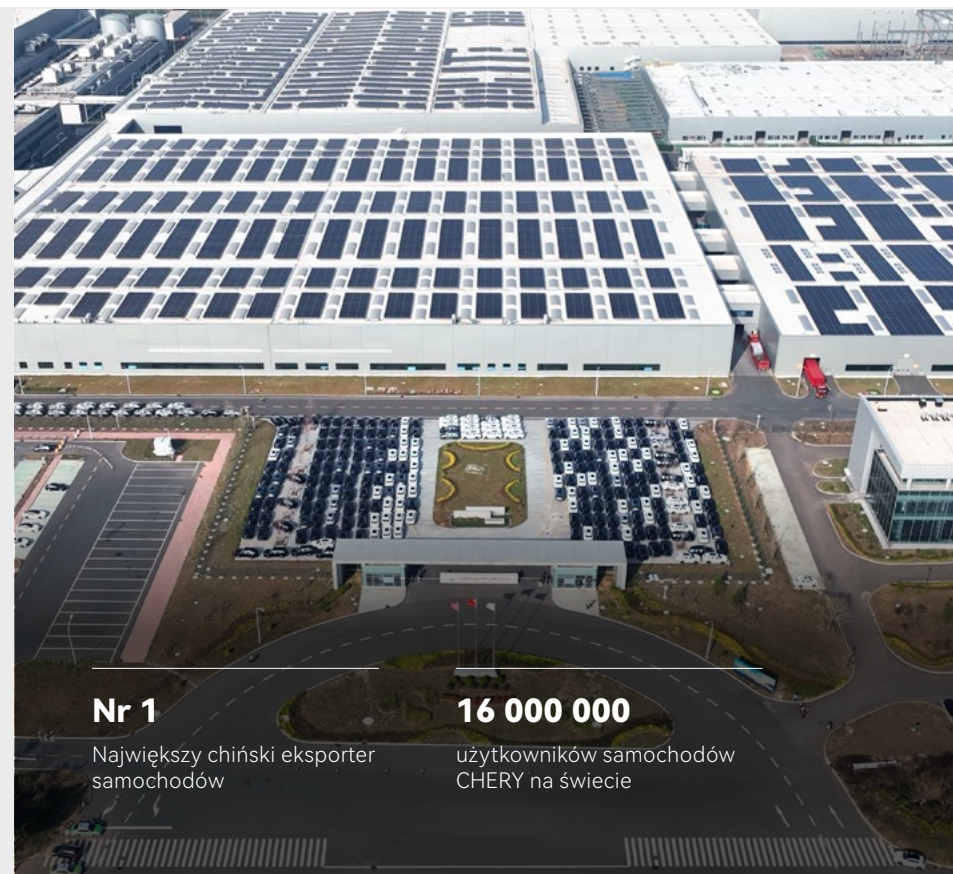 Nr 1
Największy chiński eksporter
samochodów
16 000 000
użytkowników samochodów
CHERY na świecie